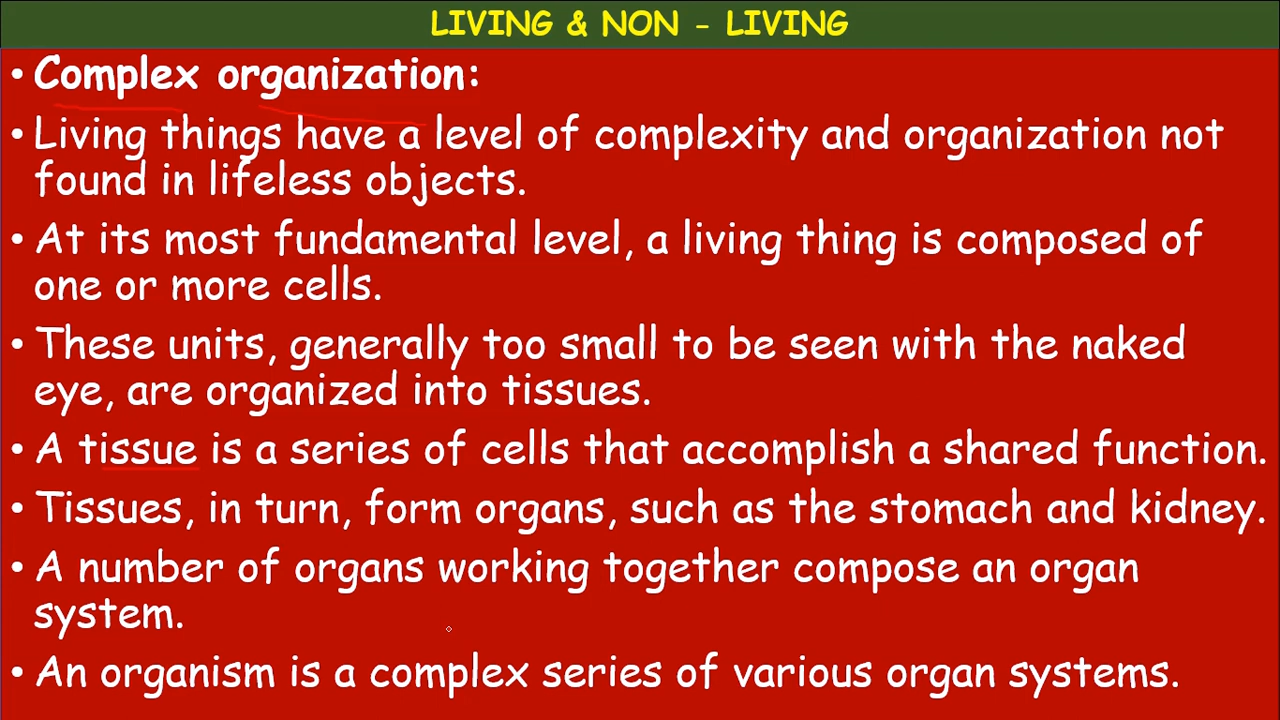 LIVING & NON - LIVING
• Complex organization:
• Living things have a level of complexity and organization not
found in lifeless objects.
• At its most fundamental level, a living thing is composed of
one or more cells.
• These units, generally too small to be seen with the naked
eye, are organized into tissues.
• A tissue is a series of cells that accomplish a shared function.
• Tissues, in turn, form organs, such as the stomach and kidney.
• A number of organs working together compose an organ
system.
• An organism is a complex series of various organ systems.